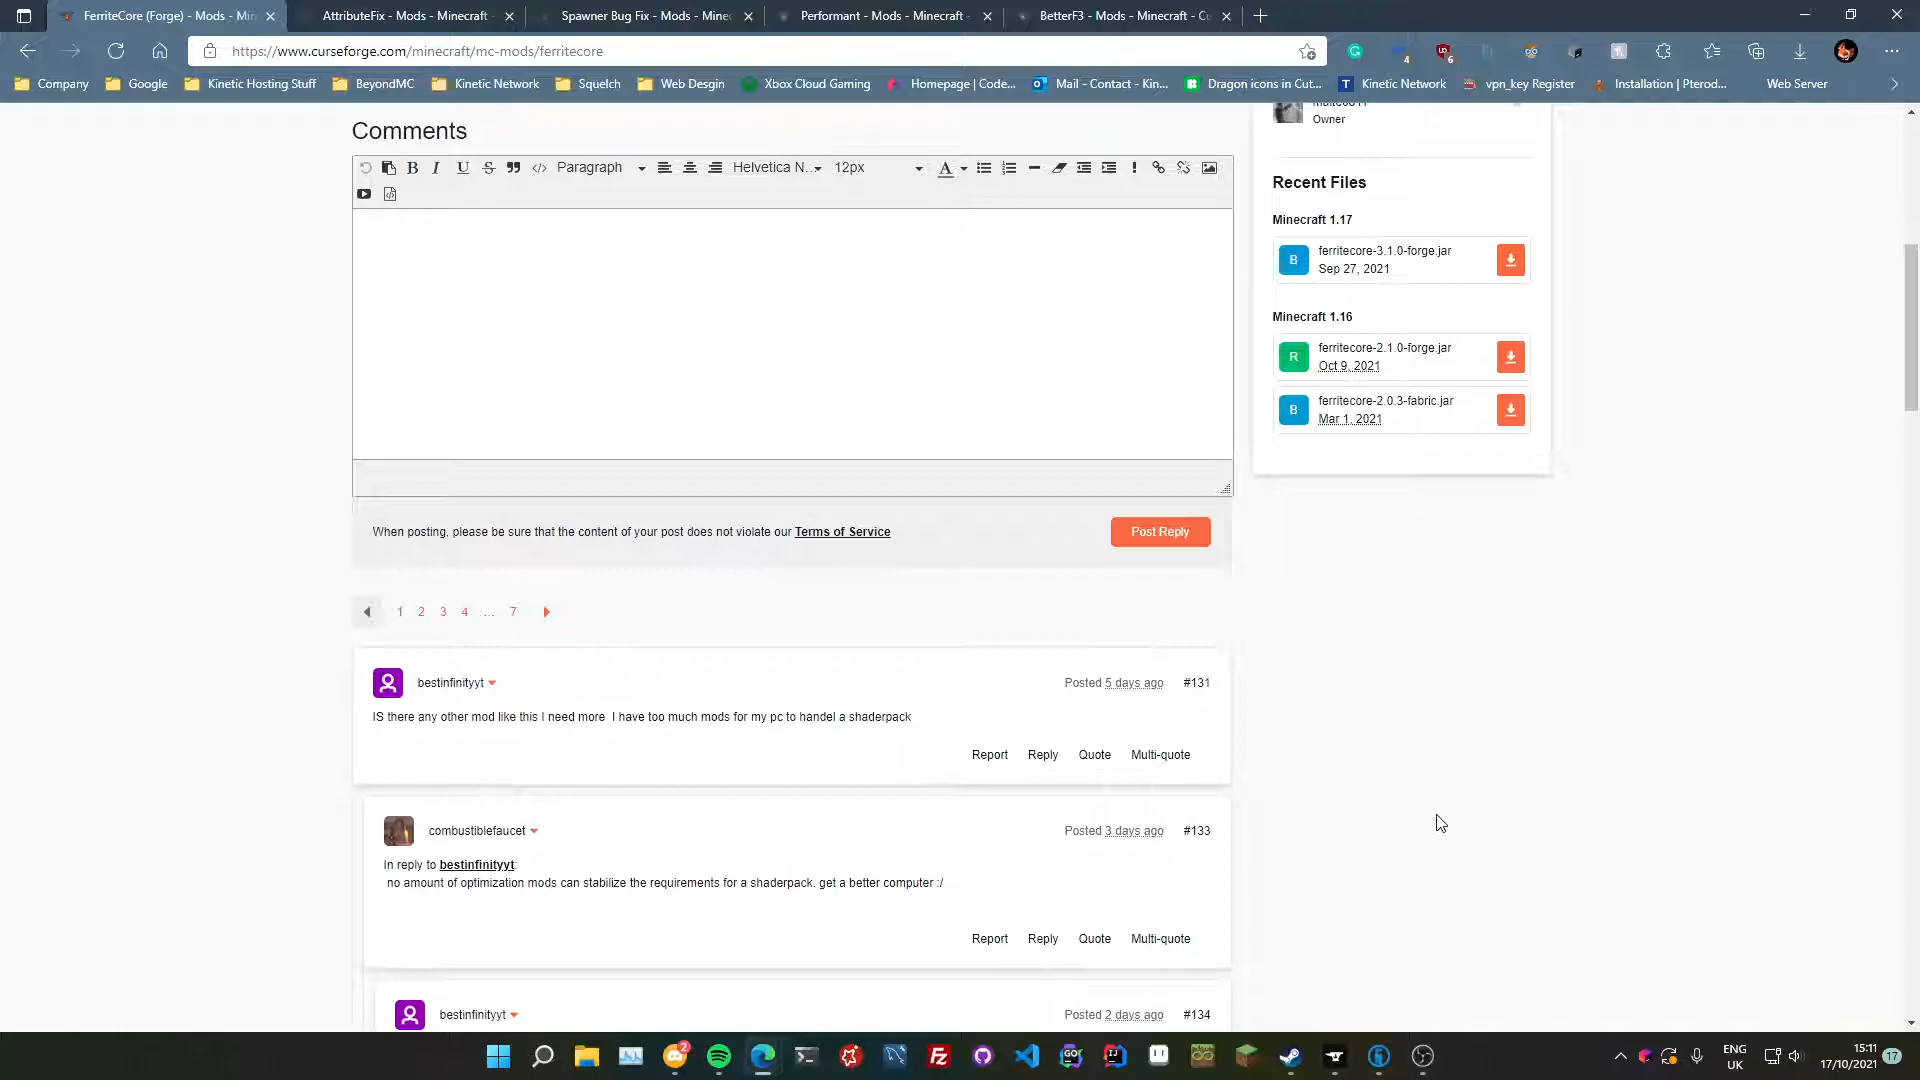 FerriteCore (Forge) - Mods - Min
AttributeFix - Mods - Minecraft -
Spawner Bug Fix - Mods - Minec
Performant - Mods - Minecraft -
BetterF3 - Mods - Minecraft - Cu
https://www.curseforge.com/minecraft/mc-mods/ferritecore
4
6
Company
Google
Kinetic Hosting Stuff
BeyondMC
Kinetic Network
Squelch
Web Desgin
Xbox Cloud Gaming
Homepage | Code...
Mail - Contact - Kin...
Dragon icons in Cut...
Kinetic Network
vpn_key Register
Installation | Pterod...
Web Server
Comments
Paragraph
Helvetica N...
12px
When posting, please be sure that the content of your post does not violate our Terms of Service
Post Reply
1 2 3 4 ... 7
bestinfinityyt
Posted 5 days ago #131
IS there any other mod like this I need more  I have too much mods for my pc to handel a shaderpack
Report Reply Quote Multi-quote
combustiblefaucet
Posted 3 days ago #133
In reply to bestinfinityyt:
no amount of optimization mods can stabilize the requirements for a shaderpack. get a better computer :/
Report Reply Quote Multi-quote
bestinfinityyt
Posted 2 days ago #134
Owner
Recent Files
Minecraft 1.17
B
ferritecore-3.1.0-forge.jar
Sep 27, 2021
Minecraft 1.16
R
ferritecore-2.1.0-forge.jar
Oct 9, 2021
B
ferritecore-2.0.3-fabric.jar
Mar 1, 2021
2
ENG
UK
15:11
17/10/2021
17